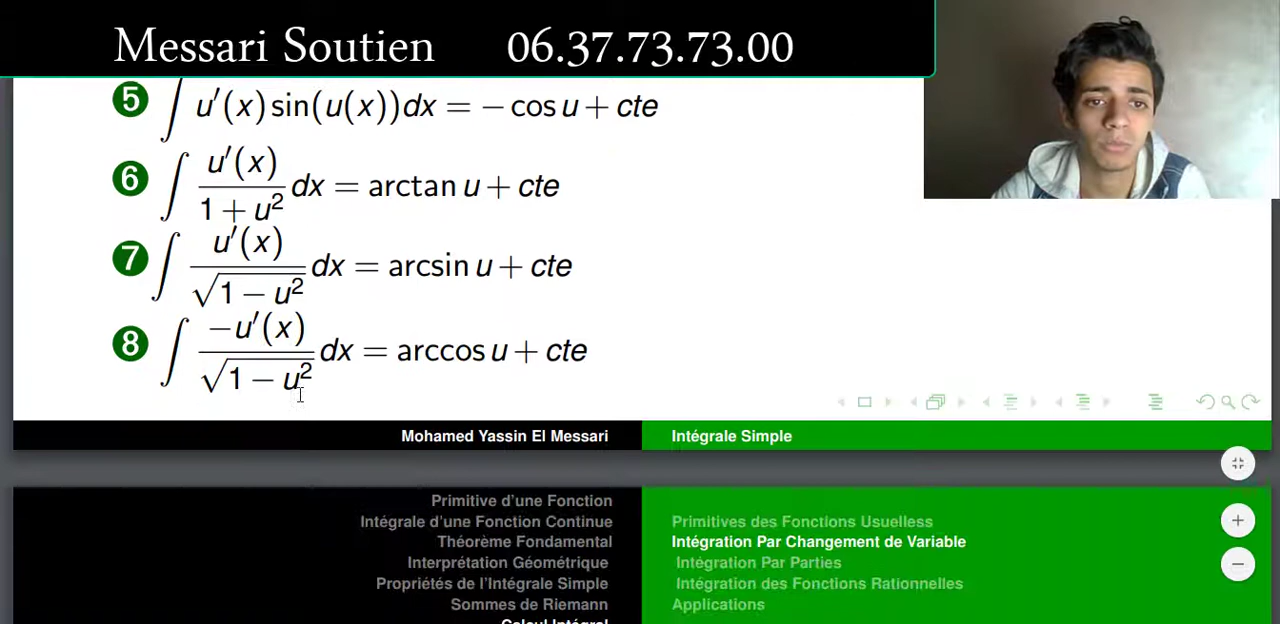 Messari Soutien 06.37.73.73.00
5 ∫ u′(x) sin(u(x))dx = − cos u + cte
6 ∫ u′(x) / (1 + u²) dx = arctan u + cte
7 ∫ u′(x) / √(1 − u²) dx = arcsin u + cte
8 ∫ −u′(x) / √(1 − u²) dx = arccos u + cte
Mohamed Yassin El Messari Intégrale Simple
Primitive d'une Fonction
Intégrale d'une Fonction Continue
Théorème Fondamental
Interprétation Géométrique
Propriétés de l'Intégrale Simple
Sommes de Riemann
Calcul Intégral
Primitives des Fonctions Usuelless
Intégration Par Changement de Variable
Intégration Par Parties
Intégration des Fonctions Rationnelles
Applications